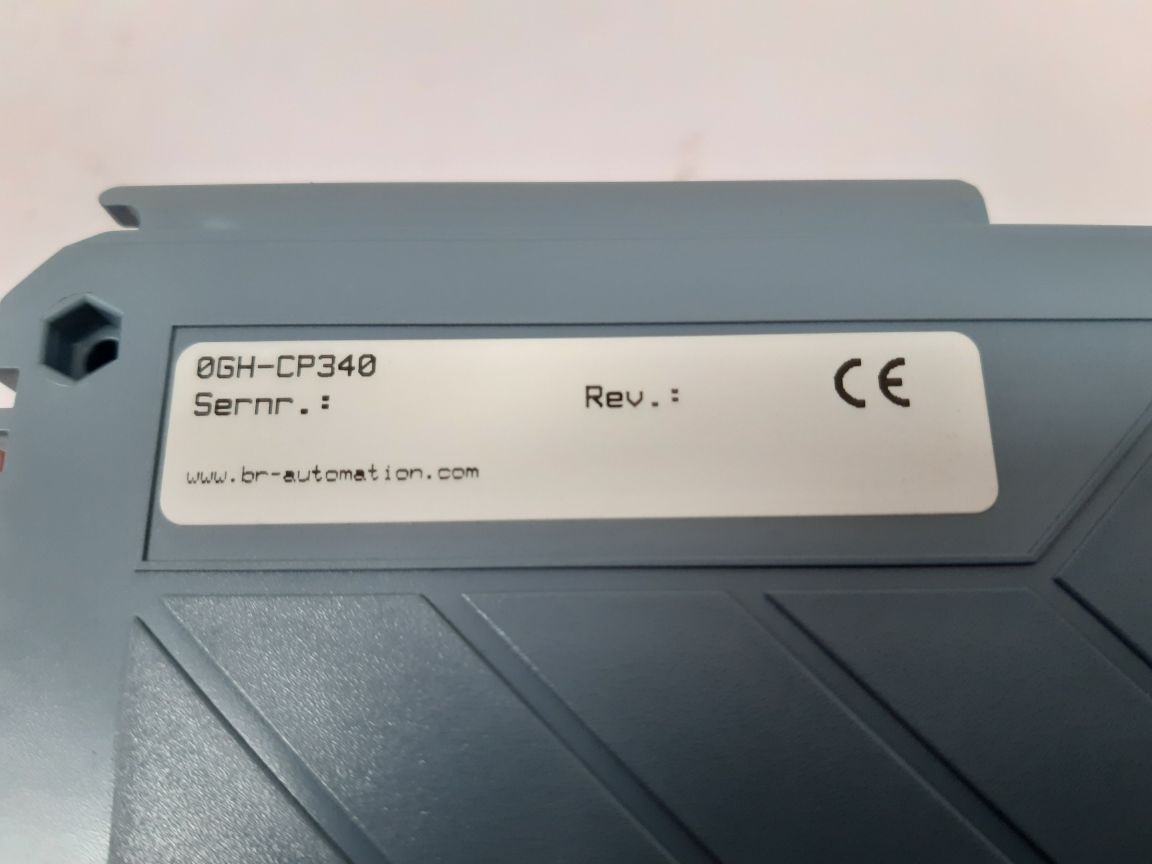 0GH-CP340
Sernr.: Rev.: CE
www.br-automation.com